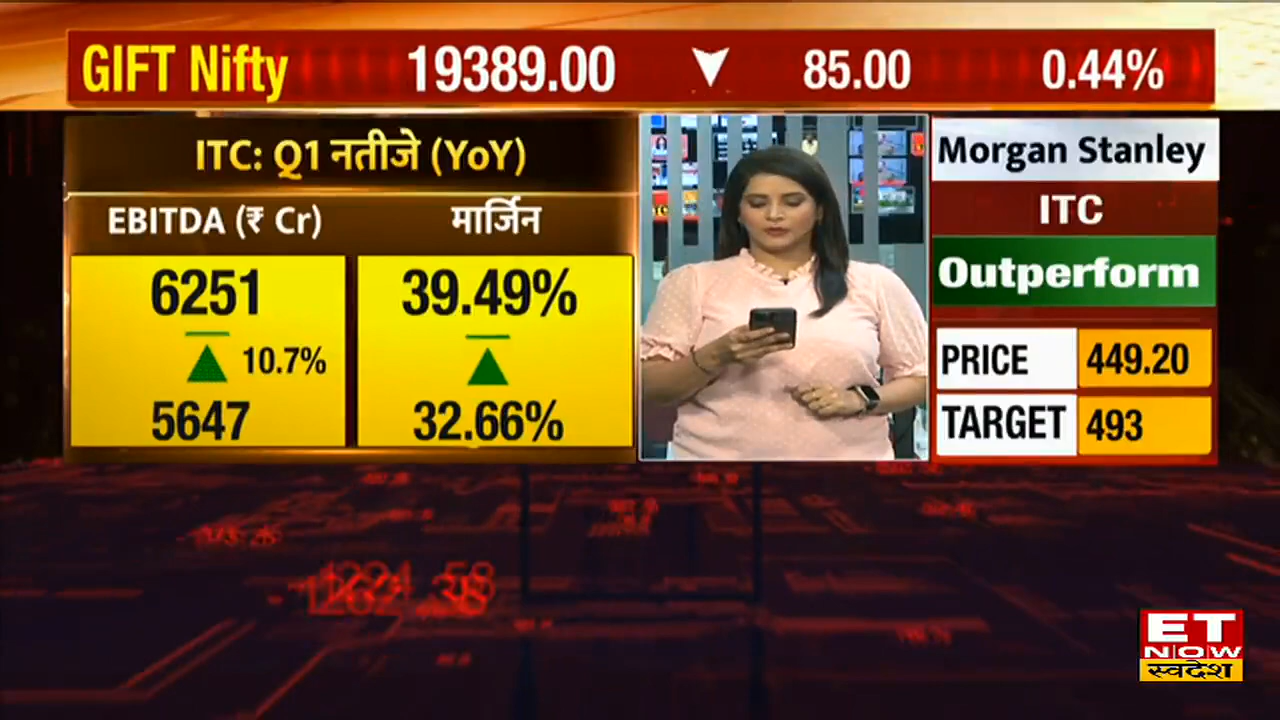 GIFT Nifty 19389.00 85.00 0.44%
ITC: Q1 नतीजे (YoY)
EBITDA (₹ Cr) मार्जिन
6251 39.49%
10.7%
5647 32.66%
Morgan Stanley
ITC
Outperform
PRICE 449.20
TARGET 493
ET
NOW
स्वदेश